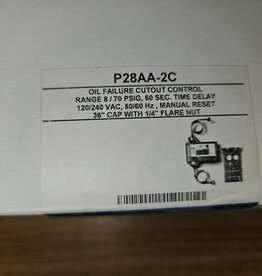 P28AA-2C
OIL FAILURE CUTOUT CONTROL
RANGE 8 / 70 PSIG, 60 SEC. TIME DELAY
120/240 VAC, 50/60 Hz , MANUAL RESET
36" CAP WITH 1/4" FLARE NUT